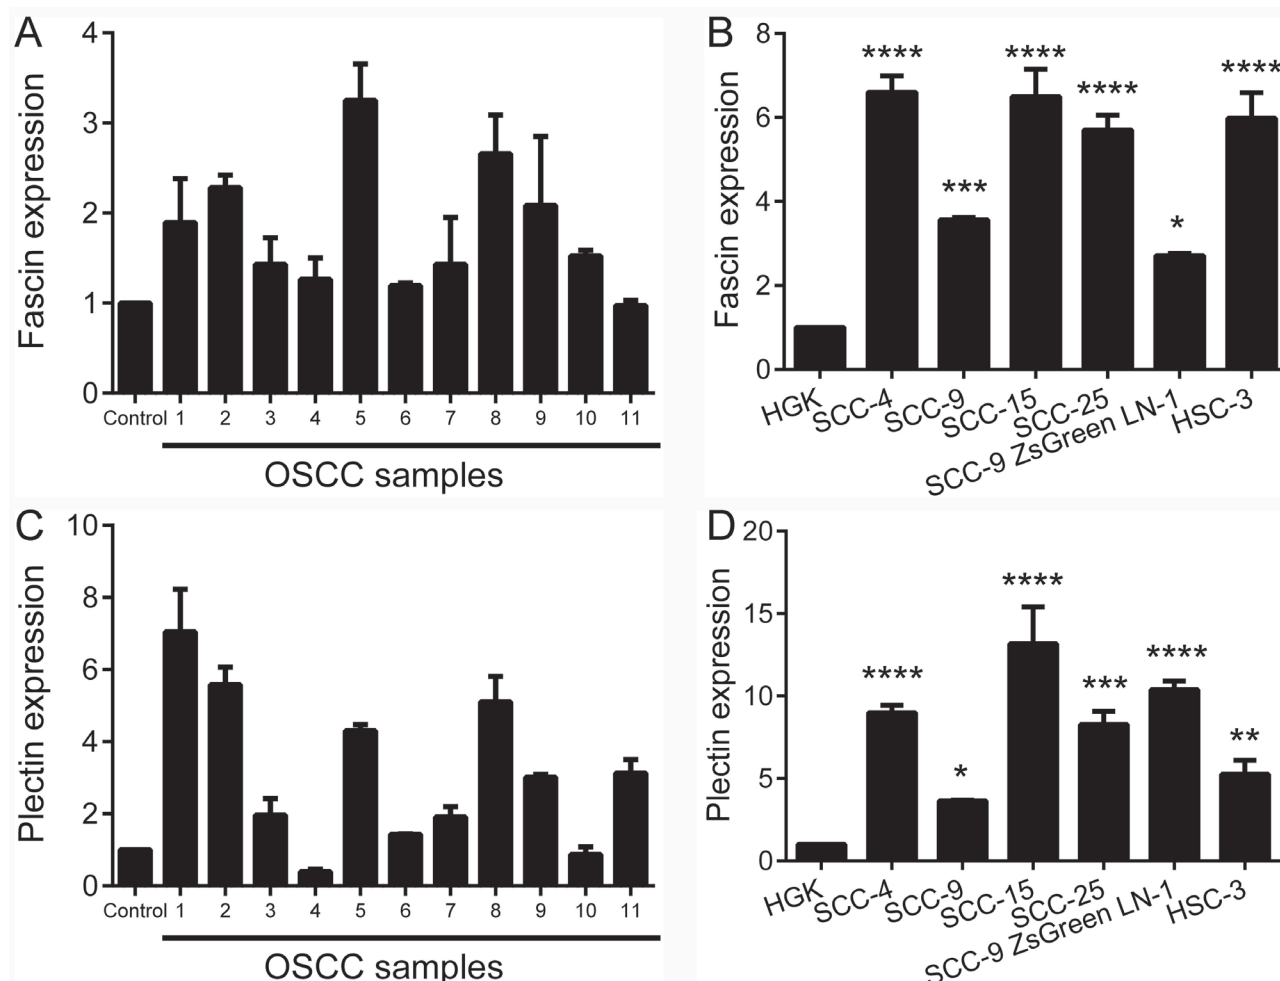 A
Fascin expression
4
3
2
1
0
Control 1 2 3 4 5 6 7 8 9 10 11
OSCC samples
B
Fascin expression
8
6
4
2
0
**** *** **** **** * ****
HGK SCC-4 SCC-9 SCC-15 SCC-25 SCC-9 ZsGreen LN-1 HSC-3
C
Plectin expression
10
8
6
4
2
0
Control 1 2 3 4 5 6 7 8 9 10 11
OSCC samples
D
Plectin expression
20
15
10
5
0
**** * **** *** **** **
HGK SCC-4 SCC-9 SCC-15 SCC-25 SCC-9 ZsGreen LN-1 HSC-3